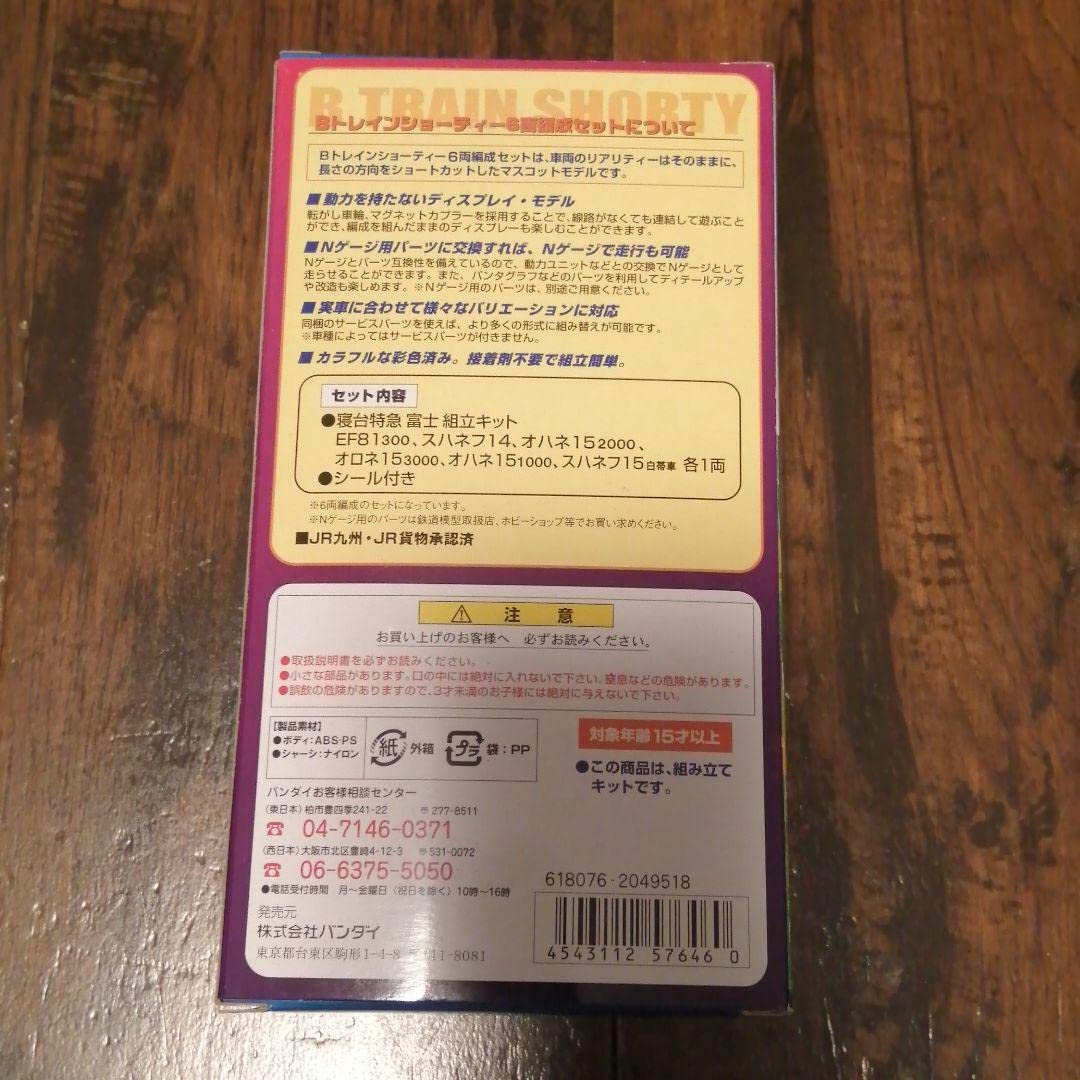 B TRAIN SHORTY
Bトレインショーティー6両編成セットについて
Bトレインショーティー6両編成セットは、車両のリアリティーはそのままに、
長さの方向をショートカットしたマスコットモデルです。
■動力を持たないディスプレイ・モデル
転がし車輪、マグネットカプラーを採用することで、線路がなくても連結して遊ぶこと
ができ、編成を組んだままのディスプレーも楽しむことができます。
■Nゲージ用パーツに交換すれば、Nゲージで走行も可能
Nゲージとパーツ互換性を備えているので、動力ユニットなどとの交換でNゲージとして
走らせることができます。また、パンタグラフなどのパーツを利用してディテールアップ
や改造も楽しめます。※Nゲージ用のパーツは、別途ご用意ください。
■実車に合わせて様々なバリエーションに対応
同梱のサービスパーツを使えば、より多くの形式に組み替えが可能です。
※車種によってはサービスパーツが付きません。
■カラフルな彩色済み。接着剤不要で組立簡単。
セット内容
●寝台特急 富士 組立キット
EF81300、スハネフ14、オハネ152000、
オロネ153000、オハネ151000、スハネフ15白帯車 各1両
●シール付き
※6両編成のセットになっています。
※Nゲージ用のパーツは鉄道模型取扱店、ホビーショップ等でお買い求めください。
■JR九州・JR貨物承認済
⚠ 注 意
お買い上げのお客様へ 必ずお読みください。
●取扱説明書を必ずお読みください。
●小さな部品があります。口の中には絶対に入れないで下さい。窒息などの危険があります。
●誤飲の危険がありますので、3才未満のお子様には絶対に与えないで下さい。
【製品素材】
●ボディ:ABS・PS
●シャーシ:ナイロン
紙 外箱 プラ 袋:PP
対象年齢15才以上
●この商品は、組み立て
キットです。
バンダイお客様相談センター
(東日本)柏市豊四季241-22 〒277-8511
☎ 04-7146-0371
(西日本)大阪市北区豊崎4-12-3 〒531-0072
☎ 06-6375-5050
●電話受付時間 月〜金曜日(祝日を除く)10時〜16時
発売元
株式会社バンダイ
東京都台東区駒形1-4-8 〒111-8081
618076-2049518
4543112 57646 0